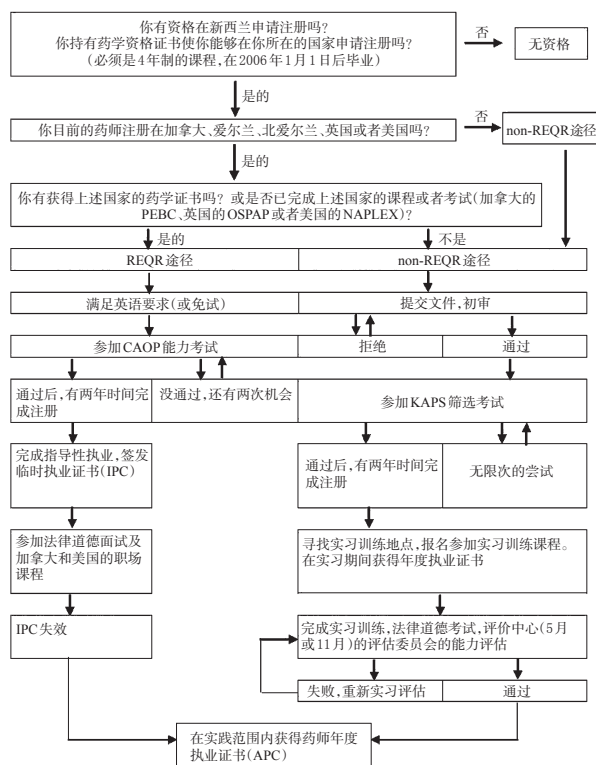 你有资格在新西兰申请注册吗?
你持有药学资格证书使你能够在你所在的国家申请注册吗?
(必须是4年制的课程,在2006年1月1日后毕业)
否
无资格
是的
你目前的药师注册在加拿大、爱尔兰、北爱尔兰、英国或者美国吗?
否
non-REQR途径
是的
你有获得上述国家的药学证书吗? 或是否已完成上述国家的课程或者考试(加拿大的
PEBC、英国的OSPAP或者美国的NAPLEX)?
是的
不是
REQR途径
non-REQR途径
满足英语要求(或免试)
提交文件,初审
参加CAOP能力考试
拒绝
通过
通过后,有两年时间完
成注册
没通过,还有两次机会
参加KAPS筛选考试
完成指导性执业,签发
临时执业证书(IPC)
通过后,有两年时间完
成注册
无限次的尝试
参加法律道德面试及
加拿大和美国的职场
课程
寻找实习训练地点,报名参加实习训练课程。
在实习期间获得年度执业证书
IPC失效
完成实习训练,法律道德考试,评价中心(5月
或11月)的评估委员会的能力评估
失败,重新实习评估
通过
在实践范围内获得药师年度
执业证书(APC)